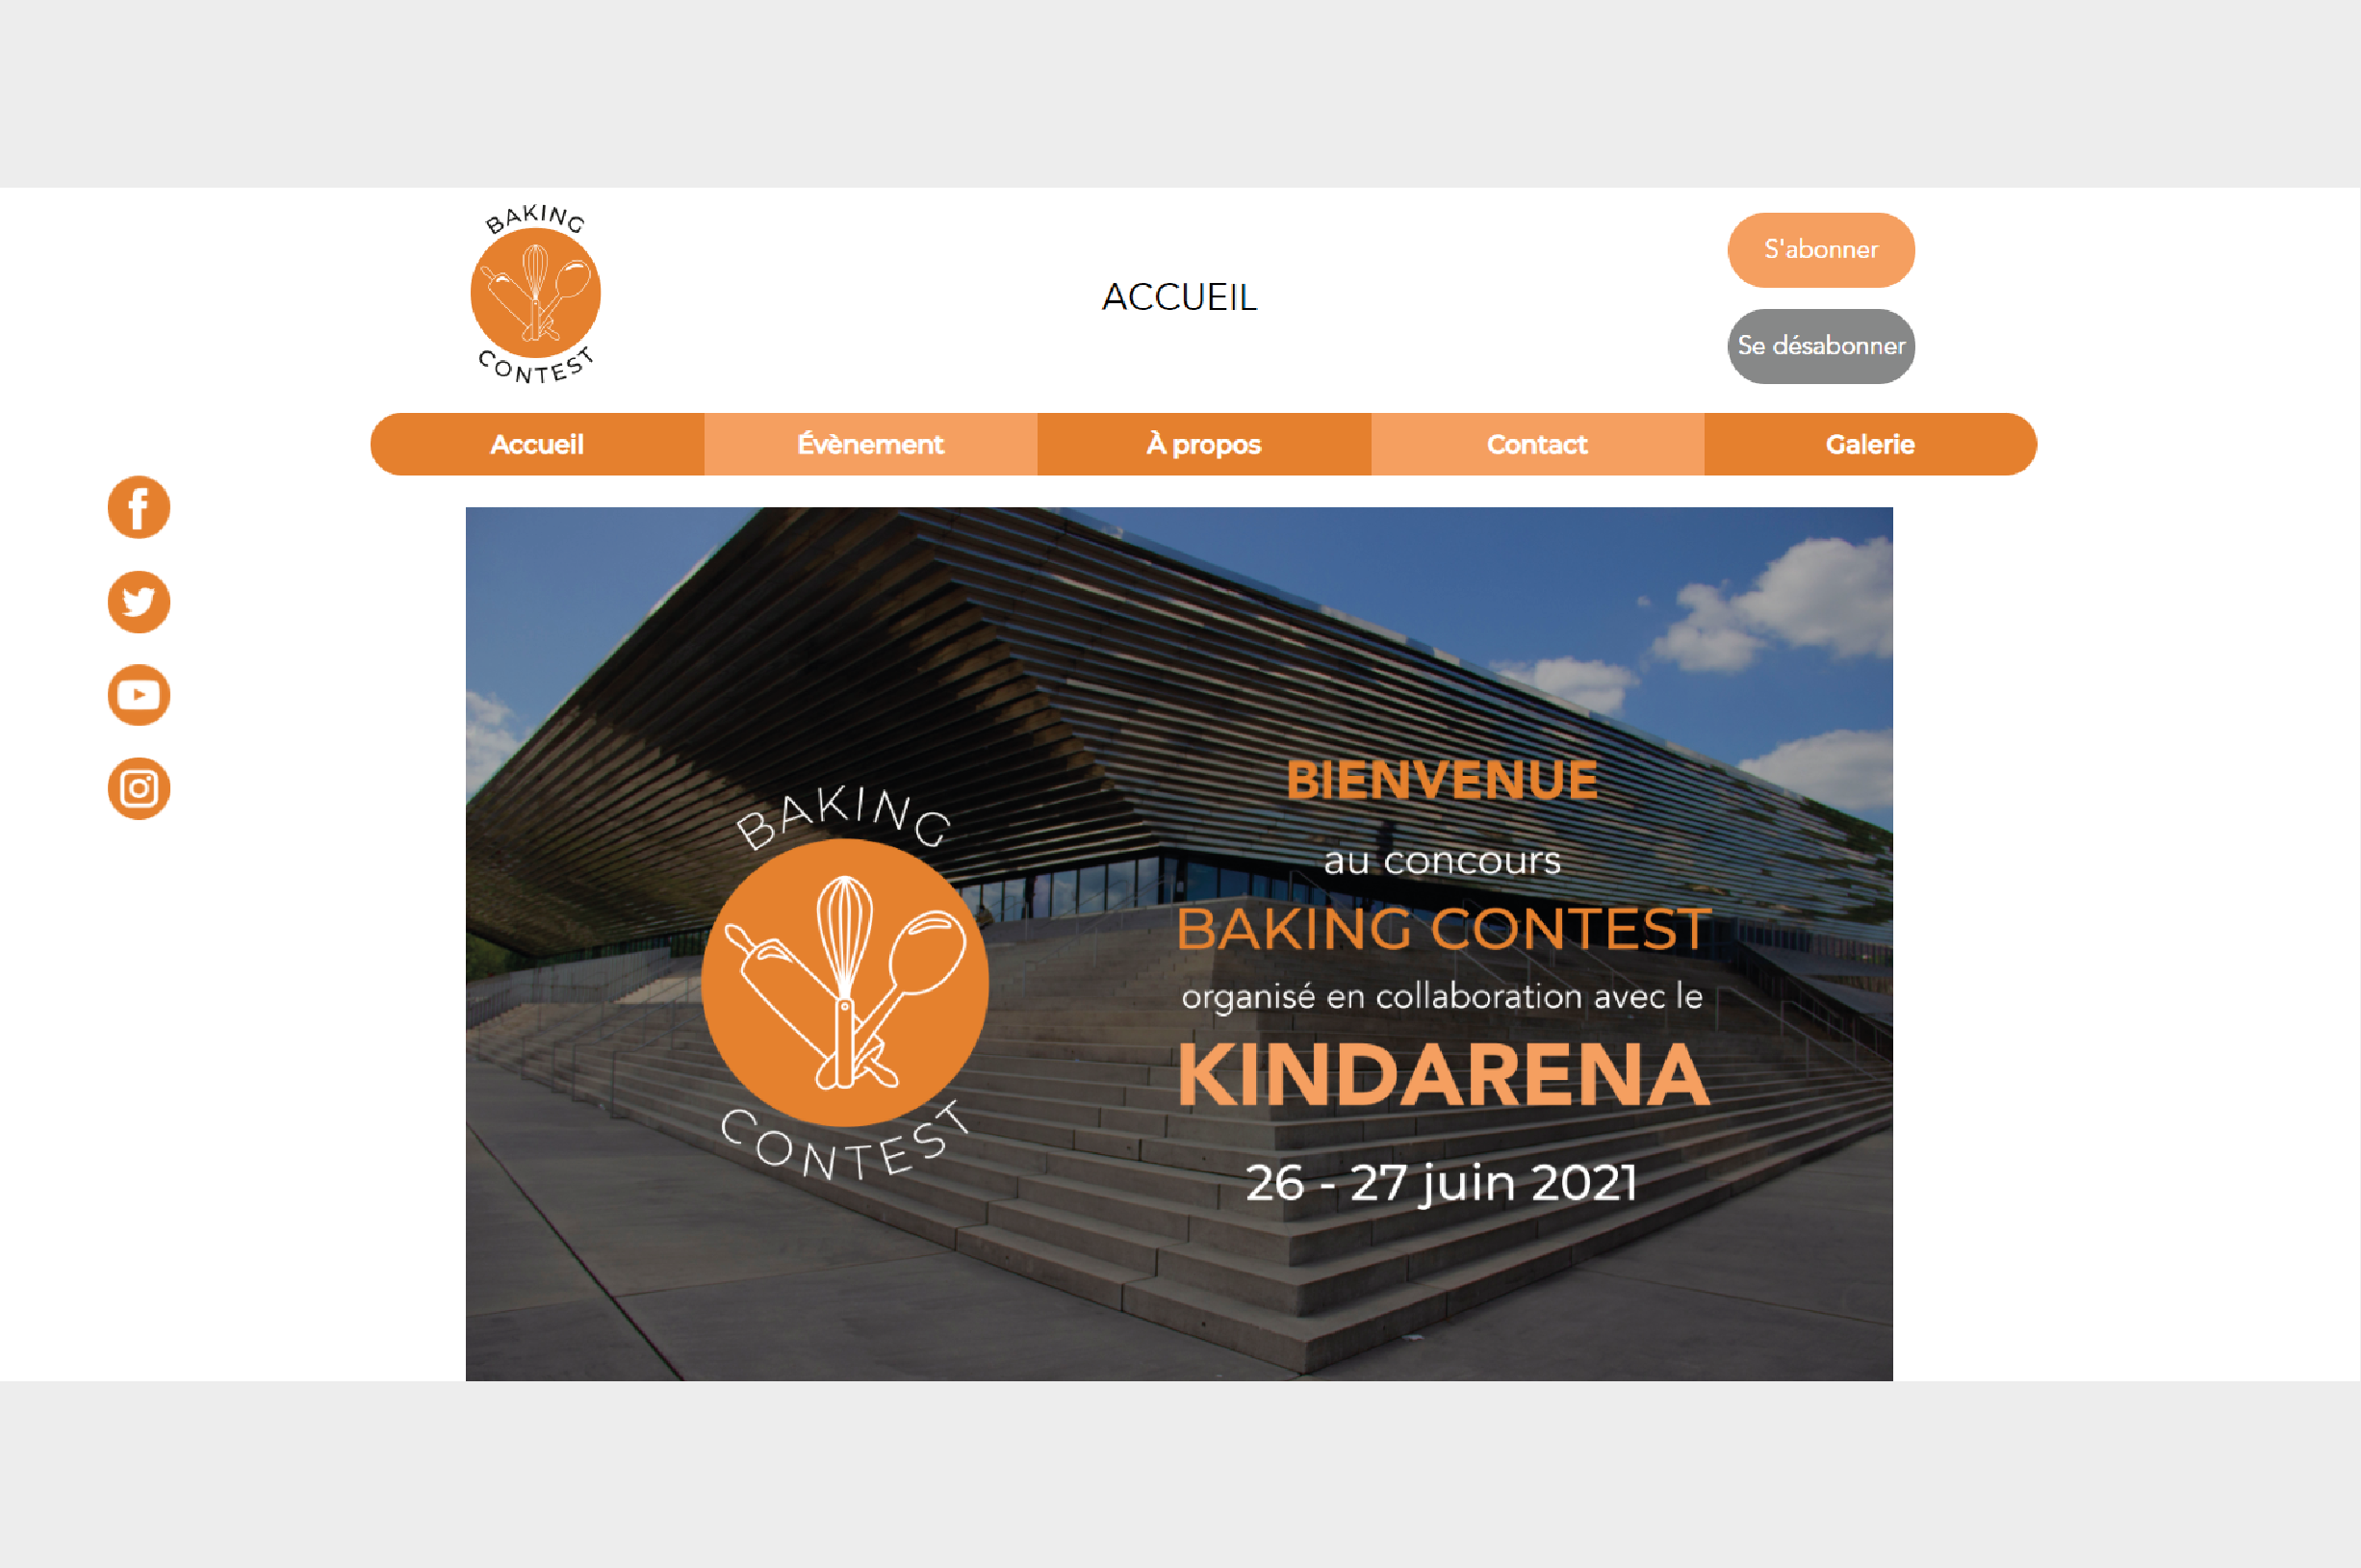 BAKING
CONTEST
ACCUEIL
S'abonner
Se désabonner
Accueil
Évènement
À propos
Contact
Galerie
BAKING
CONTEST
BIENVENUE
au concours
BAKING CONTEST
organisé en collaboration avec le
KINDARENA
26 - 27 juin 2021